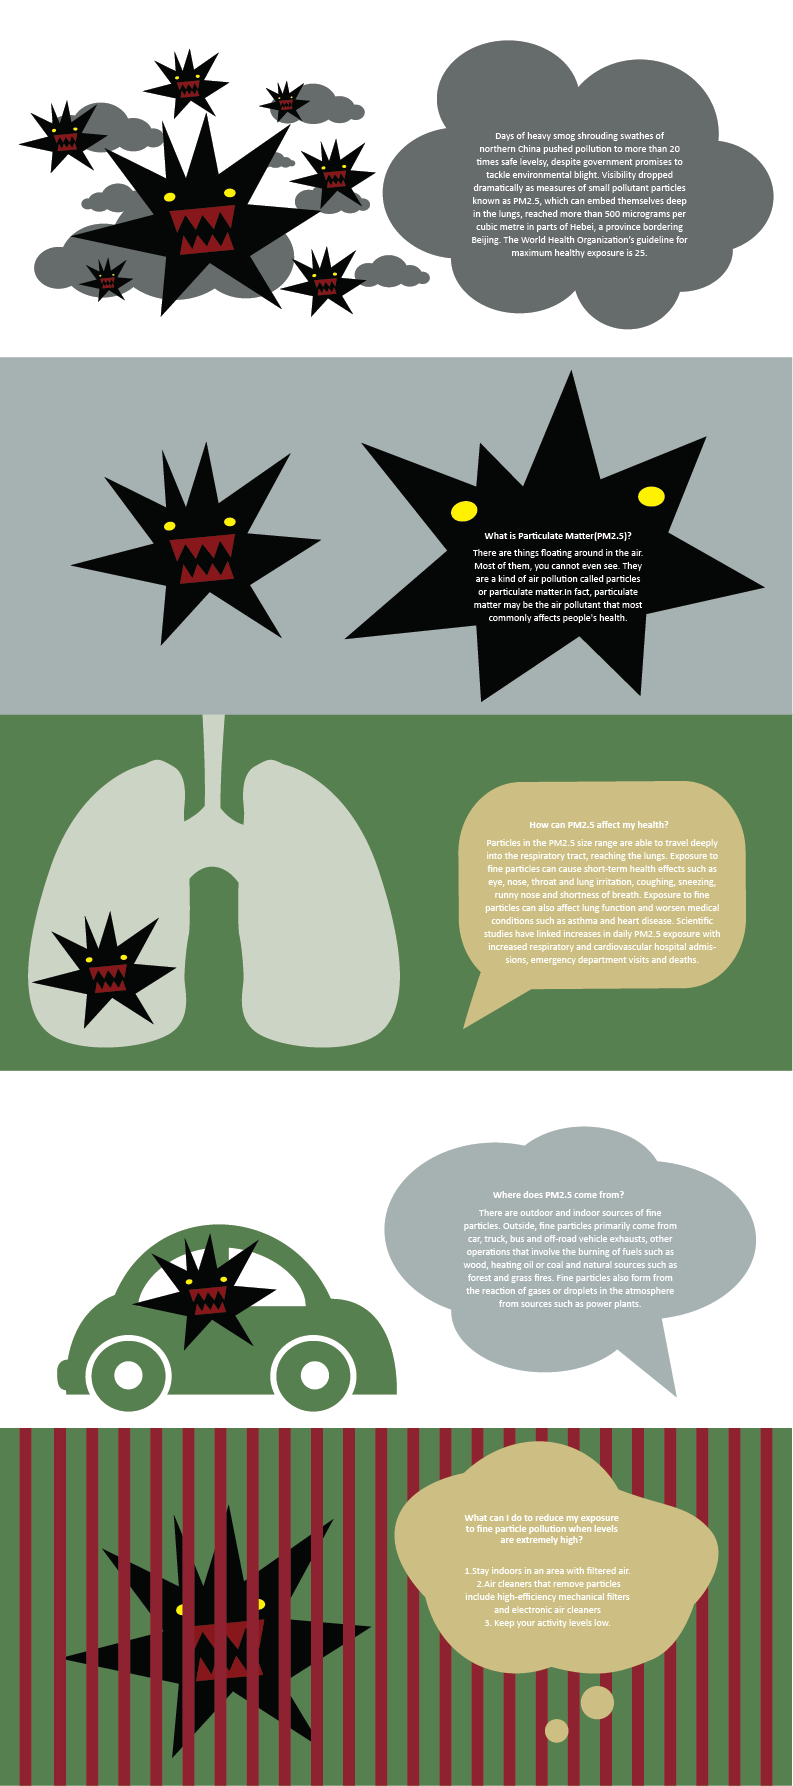 Days of heavy smog shrouding swathes of
northern China pushed pollution to more than 20
times safe levelsy, despite government promises to
tackle environmental blight. Visibility dropped
dramatically as measures of small pollutant particles
known as PM2.5, which can embed themselves deep
in the lungs, reached more than 500 micrograms per
cubic metre in parts of Hebei, a province bordering
Beijing. The World Health Organization's guideline for
maximum healthy exposure is 25.
What is Particulate Matter(PM2.5)?
There are things floating around in the air.
Most of them, you cannot even see. They
are a kind of air pollution called particles
or particulate matter.In fact, particulate
matter may be the air pollutant that most
commonly affects people's health.
How can PM2.5 affect my health?
Particles in the PM2.5 size range are able to travel deeply
into the respiratory tract, reaching the lungs. Exposure to
fine particles can cause short-term health effects such as
eye, nose, throat and lung irritation, coughing, sneezing,
runny nose and shortness of breath. Exposure to fine
particles can also affect lung function and worsen medical
conditions such as asthma and heart disease. Scientific
studies have linked increases in daily PM2.5 exposure with
increased respiratory and cardiovascular hospital admis-
sions, emergency department visits and deaths.
Where does PM2.5 come from?
There are outdoor and indoor sources of fine
particles. Outside, fine particles primarily come from
car, truck, bus and off-road vehicle exhausts, other
operations that involve the burning of fuels such as
wood, heating oil or coal and natural sources such as
forest and grass fires. Fine particles also form from
the reaction of gases or droplets in the atmosphere
from sources such as power plants.
What can I do to reduce my exposure
to fine particle pollution when levels
are extremely high?
1.Stay indoors in an area with filtered air.
2.Air cleaners that remove particles
include high-efficiency mechanical filters
and electronic air cleaners
3. Keep your activity levels low.